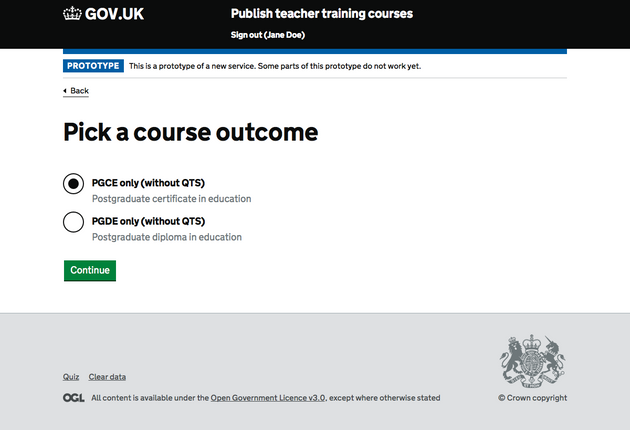 GOV.UK
Publish teacher training courses
Sign out (Jane Doe)
PROTOTYPE This is a prototype of a new service. Some parts of this prototype do not work yet.
Back
Pick a course outcome
PGCE only (without QTS)
Postgraduate certificate in education
PGDE only (without QTS)
Postgraduate diploma in education
Continue
Quiz Clear data
OGL All content is available under the Open Government Licence v3.0, except where otherwise stated
© Crown copyright